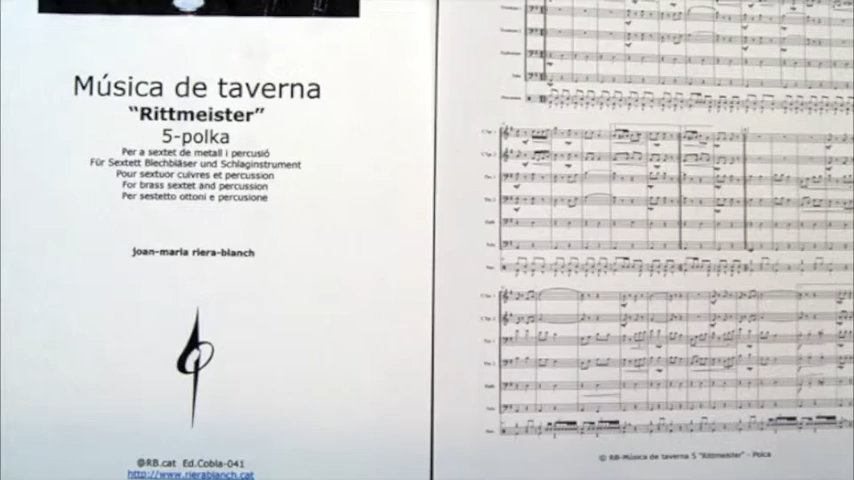 Música de taverna
“Rittmeister”
5-polka
Per a sextet de metall i percusió
Für Sextett Blechbläser und Schlaginstrument
Pour sextuor cuivres et percussion
For brass sextet and percussion
Per sestetto ottoni e percusione
joan-maria riera-blanch
@RB.cat Ed.Cobla-041
http://www.rierablanch.cat
© RB-Música de taverna 5 "Rittmeister" - Polca